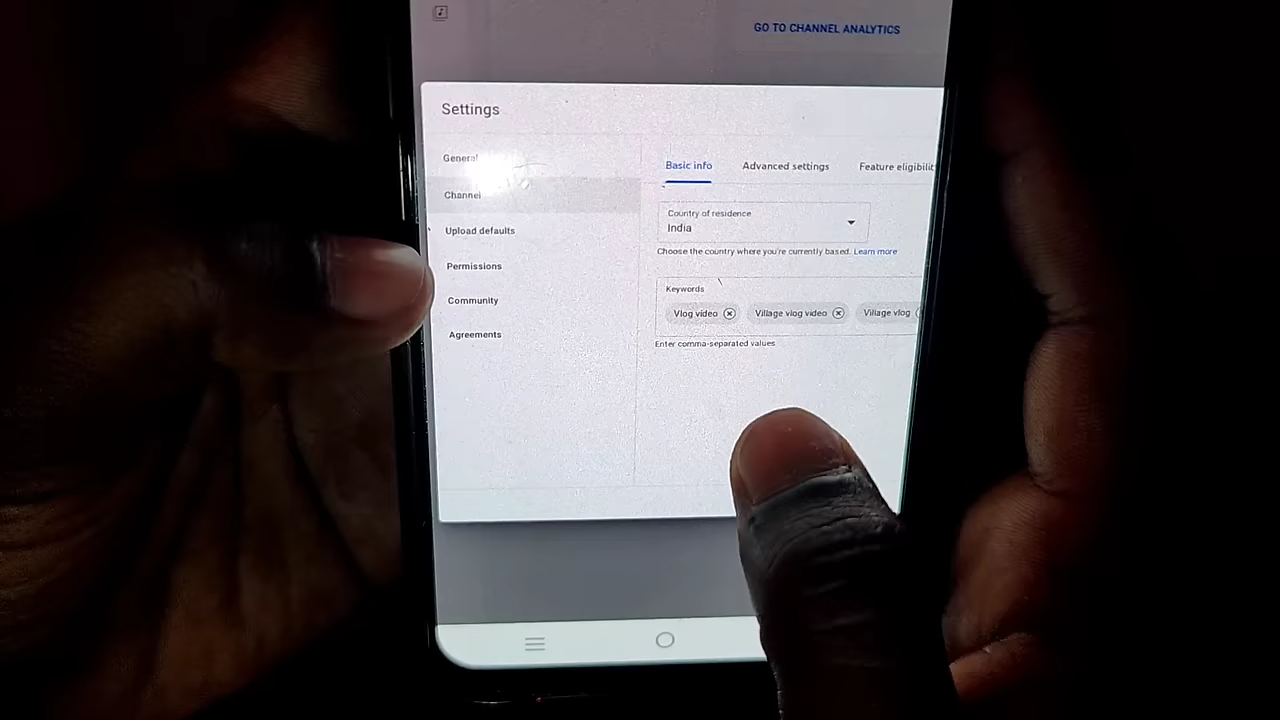 GO TO CHANNEL ANALYTICS
Settings
General
Channel
Upload defaults
Permissions
Community
Agreements
Basic info
Advanced settings
Feature
Country of residence
India
Choose the country where you're currently based. Learn more
Keywords
Vlog video
Village vlog video
Village vlog
Enter comma-separated values